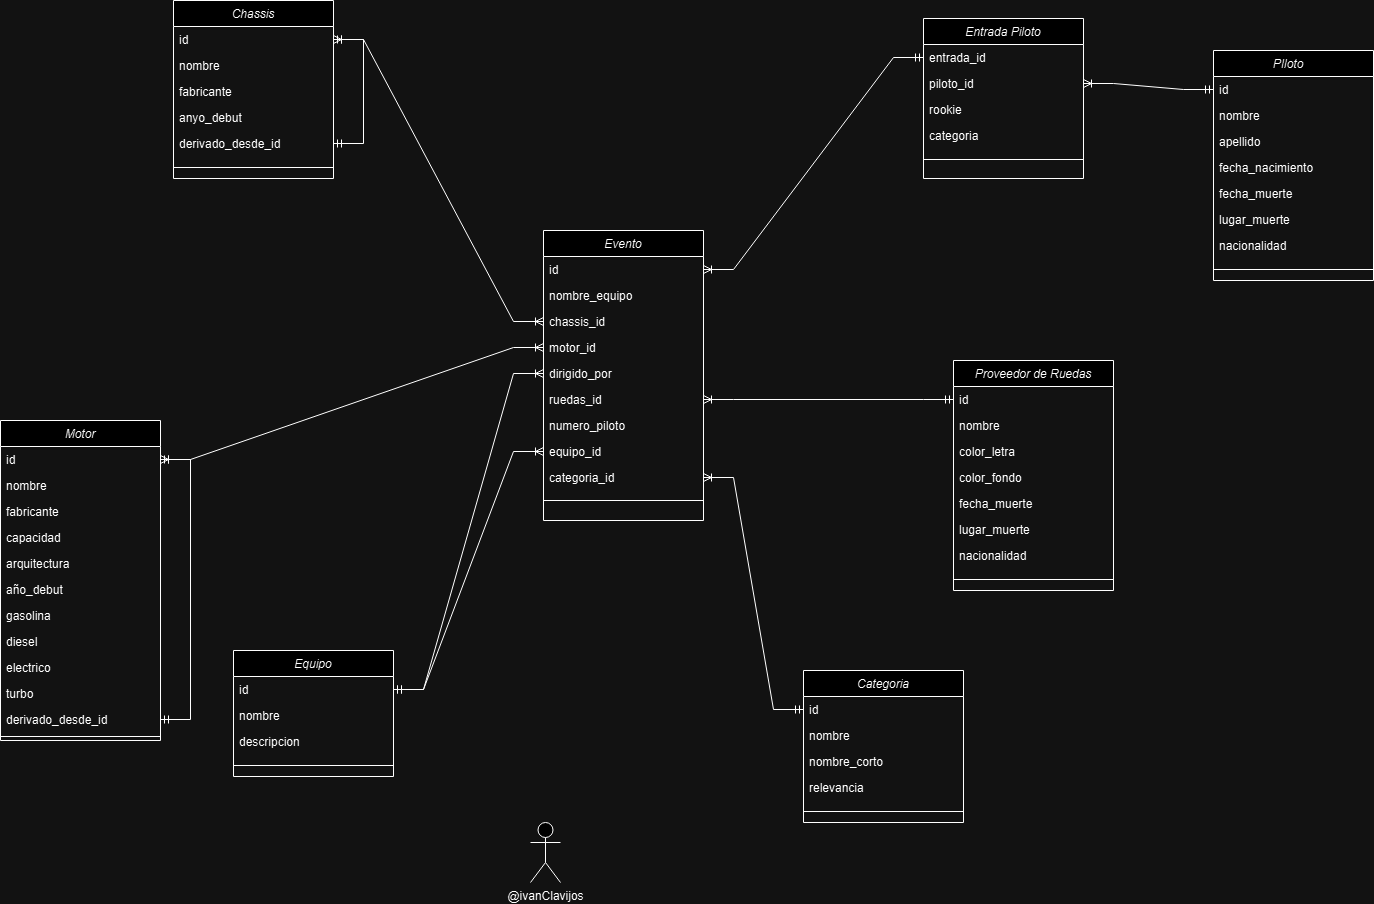 Chassis
id
nombre
fabricante
anyo_debut
derivado_desde_id
Entrada Piloto
entrada_id
piloto_id
rookie
categoria
PIloto
id
nombre
apellido
fecha_nacimiento
fecha_muerte
lugar_muerte
nacionalidad
Evento
id
nombre_equipo
chassis_id
motor_id
dirigido_por
ruedas_id
numero_piloto
equipo_id
categoria_id
Proveedor de Ruedas
id
nombre
color_letra
color_fondo
fecha_muerte
lugar_muerte
nacionalidad
Motor
id
nombre
fabricante
capacidad
arquitectura
año_debut
gasolina
diesel
electrico
turbo
derivado_desde_id
Equipo
id
nombre
descripcion
Categoria
id
nombre
nombre_corto
relevancia
@ivanClavijos